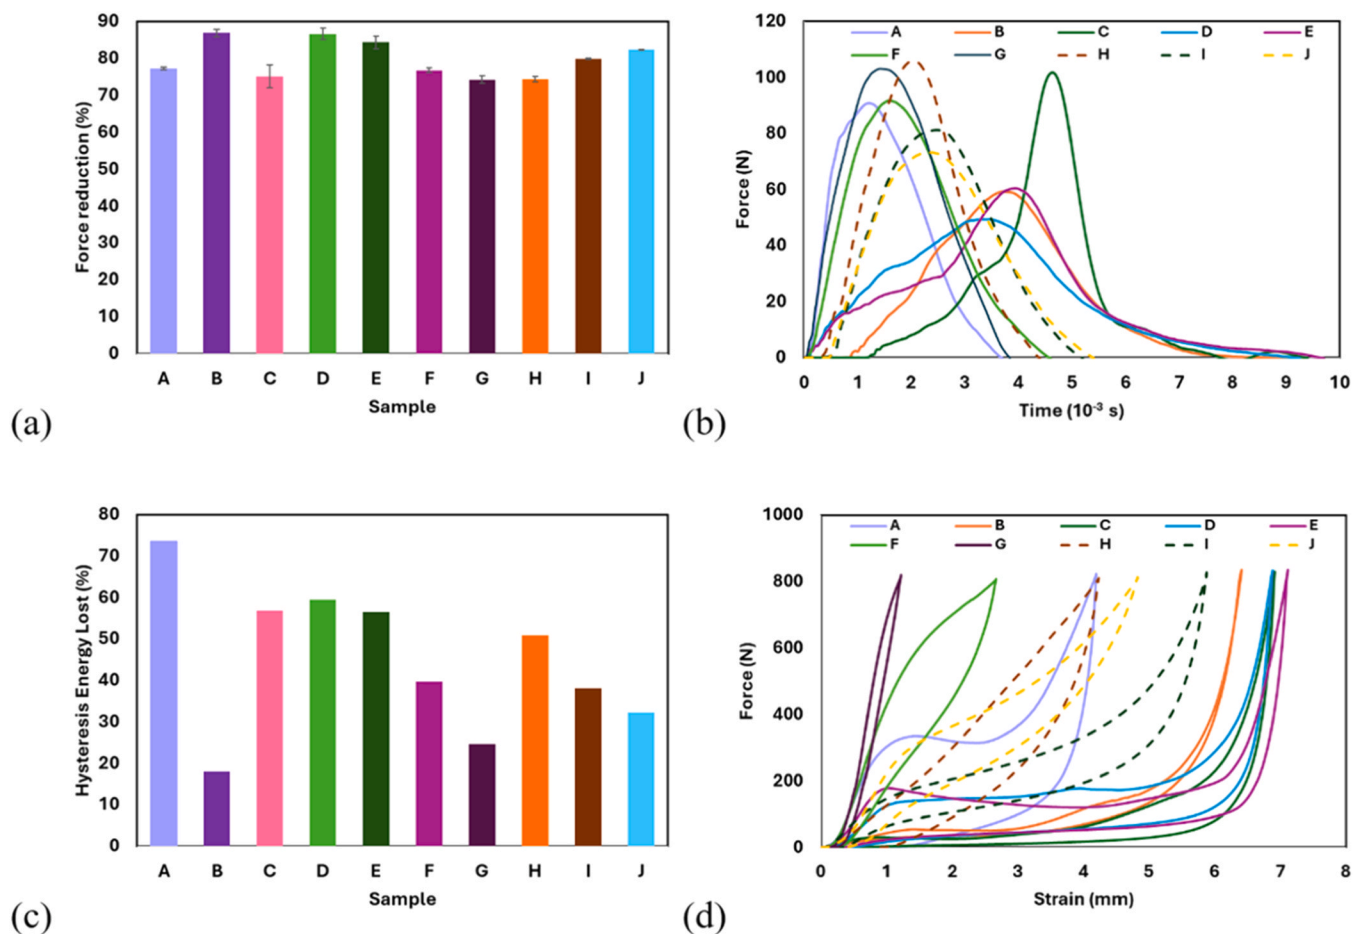 90
80
70
60
50
40
30
20
10
0
Force reduction (%)
A B C D E F G H I J
Sample
(a)
120
100
80
60
40
20
0
Force (N)
A B C D E
F G H I J
0 1 2 3 4 5 6 7 8 9 10
Time (10⁻³ s)
(b)
80
70
60
50
40
30
20
10
0
Hysteresis Energy Lost (%)
A B C D E F G H I J
Sample
(c)
1000
800
600
400
200
0
Force (N)
A B C D E
F G H I J
0 1 2 3 4 5 6 7 8
Strain (mm)
(d)